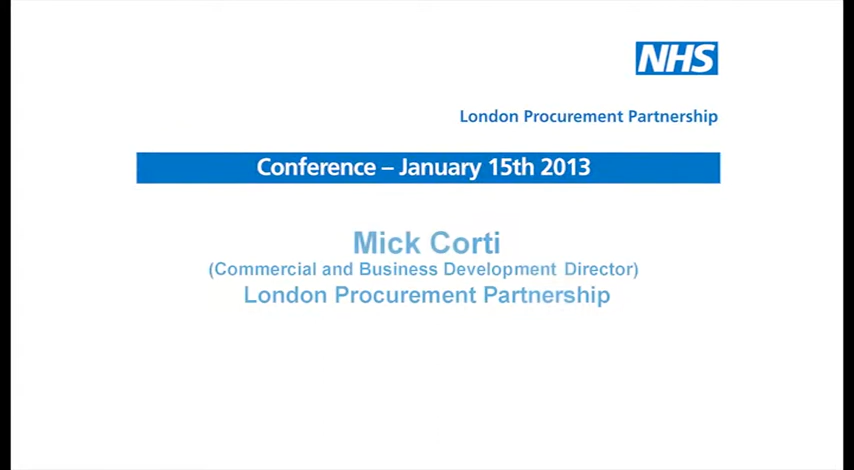 NHS
London Procurement Partnership
Conference – January 15th 2013
Mick Corti
(Commercial and Business Development Director)
London Procurement Partnership